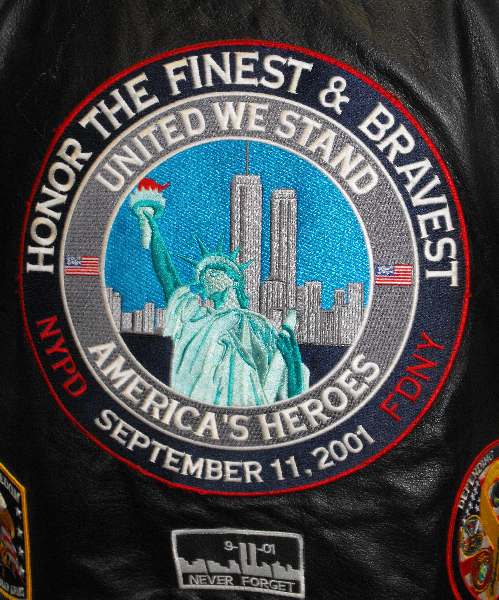 HONOR THE FINEST & BRAVEST
UNITED WE STAND
AMERICA'S HEROES
NYPD
FDNY
SEPTEMBER 11, 2001
9-11-01
NEVER FORGET
DEFENDING